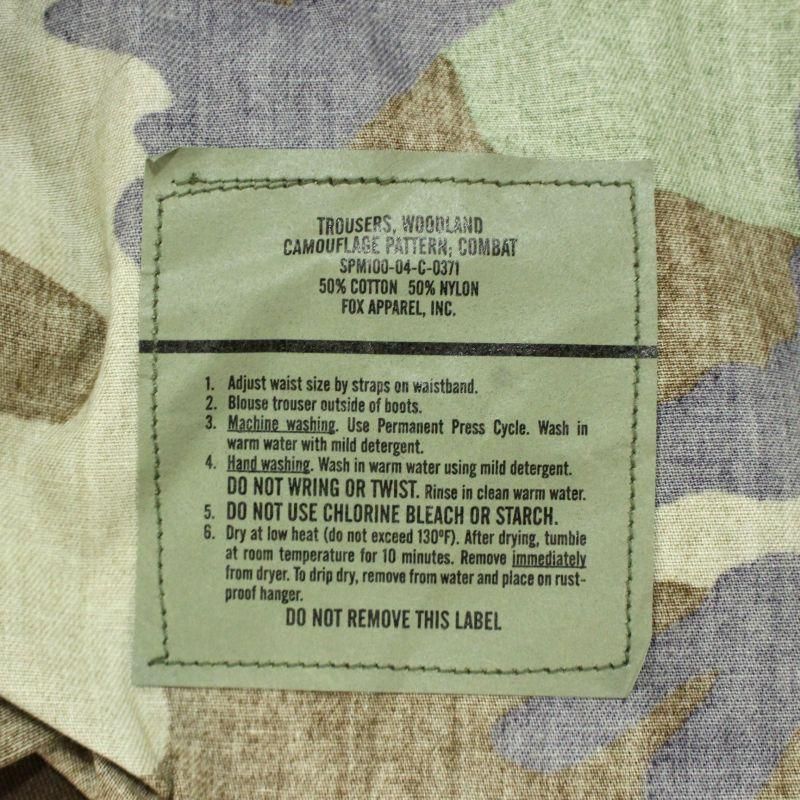 TROUSERS, WOODLAND
CAMOUFLAGE PATTERN; COMBAT
SPM100-04-C-0371
50% COTTON 50% NYLON
FOX APPAREL, INC.
1. Adjust waist size by straps on waistband.
2. Blouse trouser outside of boots.
3. Machine washing. Use Permanent Press Cycle. Wash in
warm water with mild detergent.
4. Hand washing. Wash in warm water using mild detergent.
DO NOT WRING OR TWIST. Rinse in clean warm water.
5. DO NOT USE CHLORINE BLEACH OR STARCH.
6. Dry at low heat (do not exceed 130ºF). After drying, tumble
at room temperature for 10 minutes. Remove immediately
from dryer. To drip dry, remove from water and place on rust-
proof hanger.
DO NOT REMOVE THIS LABEL